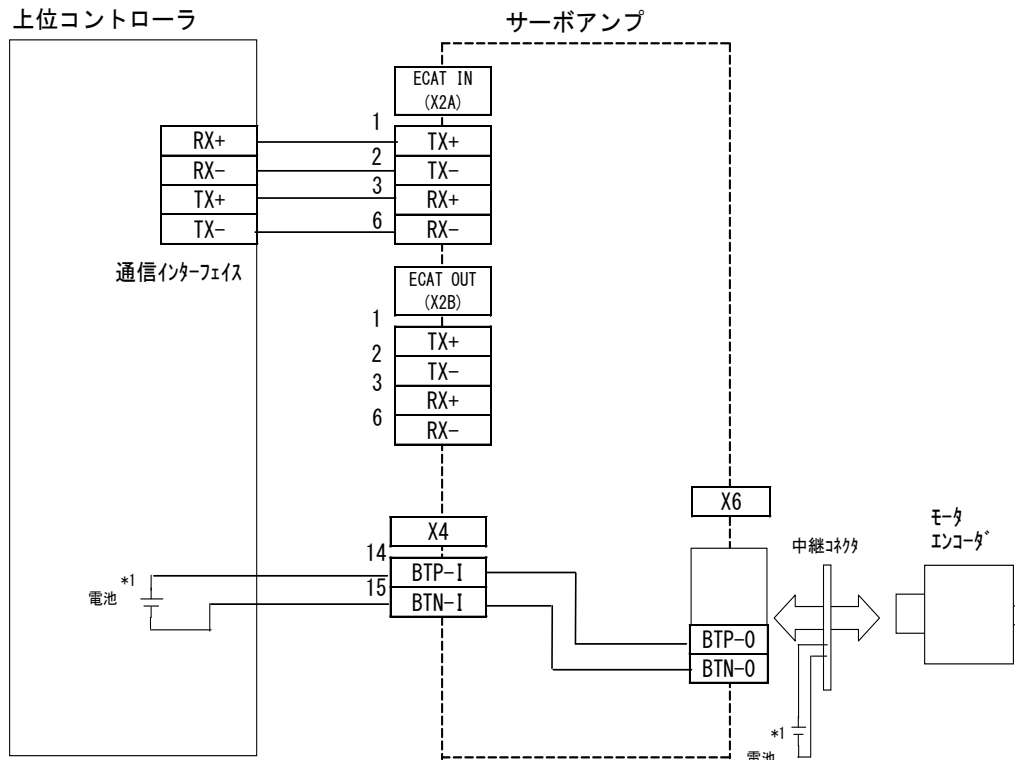 上位コントローラ
サーボアンプ
ECAT IN
(X2A)
1
RX+
TX+
2
RX-
TX-
3
TX+
RX+
6
TX-
RX-
通信ｲﾝﾀｰﾌｪｲｽ
ECAT OUT
(X2B)
1
TX+
2
TX-
3
RX+
6
RX-
X6
X4
中継ｺﾈｸﾀ
ﾓｰﾀ
ｴﾝｺｰﾀﾞ
14
BTP-I
*1
電池
15
BTN-I
BTP-O
BTN-O
*1
電池